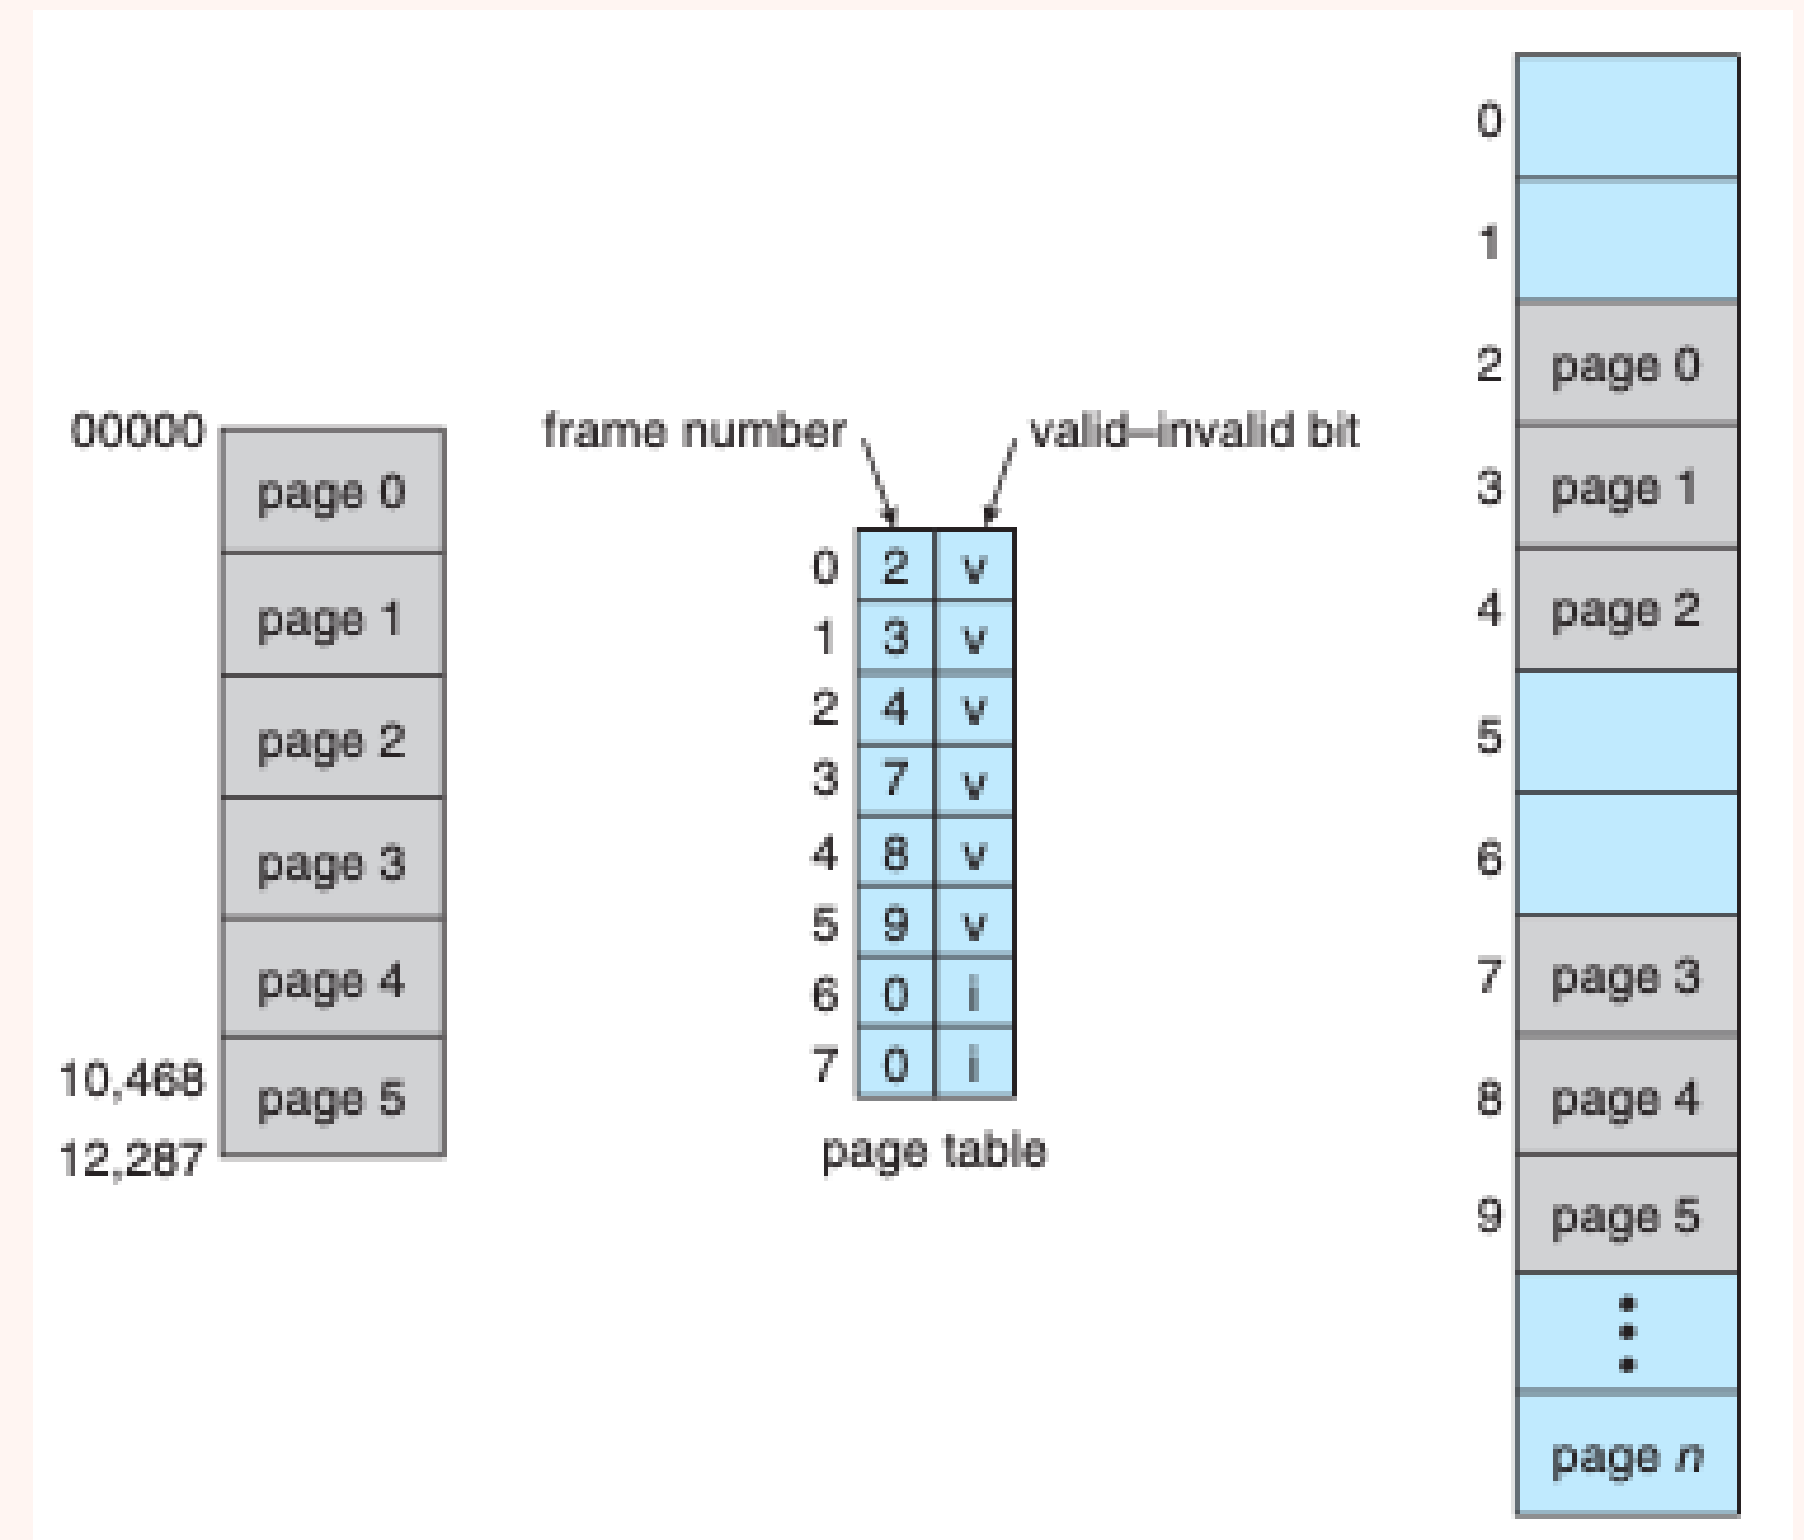 00000
page 0
page 1
page 2
page 3
page 4
10,468
page 5
12,287
frame number
valid–invalid bit
0 2 v
1 3 v
2 4 v
3 7 v
4 8 v
5 9 v
6 0 i
7 0 i
page table
0
1
2 page 0
3 page 1
4 page 2
5
6
7 page 3
8 page 4
9 page 5
page n